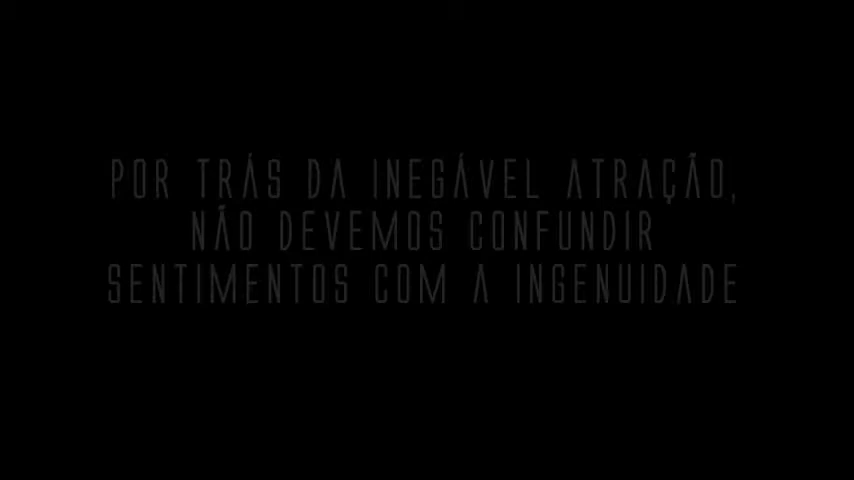 POR TRÁS DA INEGÁVEL ATRAÇÃO,
NÃO DEVEMOS CONFUNDIR
SENTIMENTOS COM A INGENUIDADE